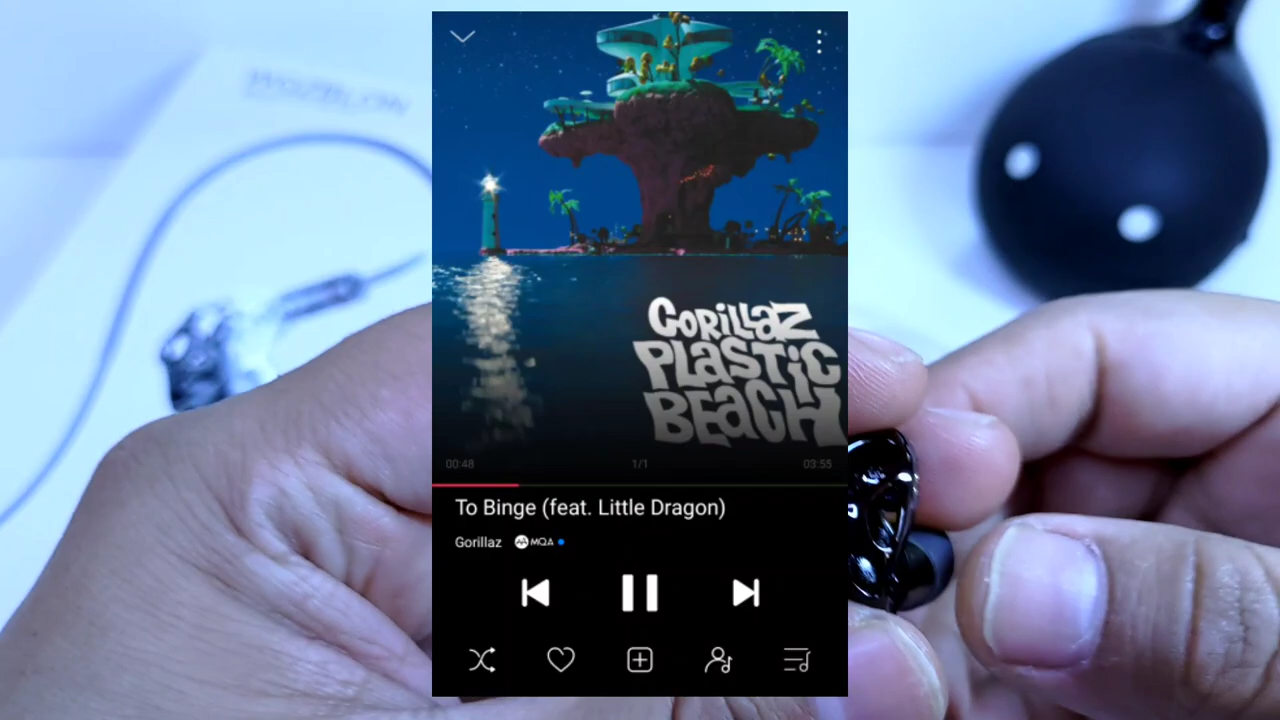 GORILLAZ
PLASTIC
BEACH
00:48 1/1 03:55
To Binge (feat. Little Dragon)
Gorillaz MQA